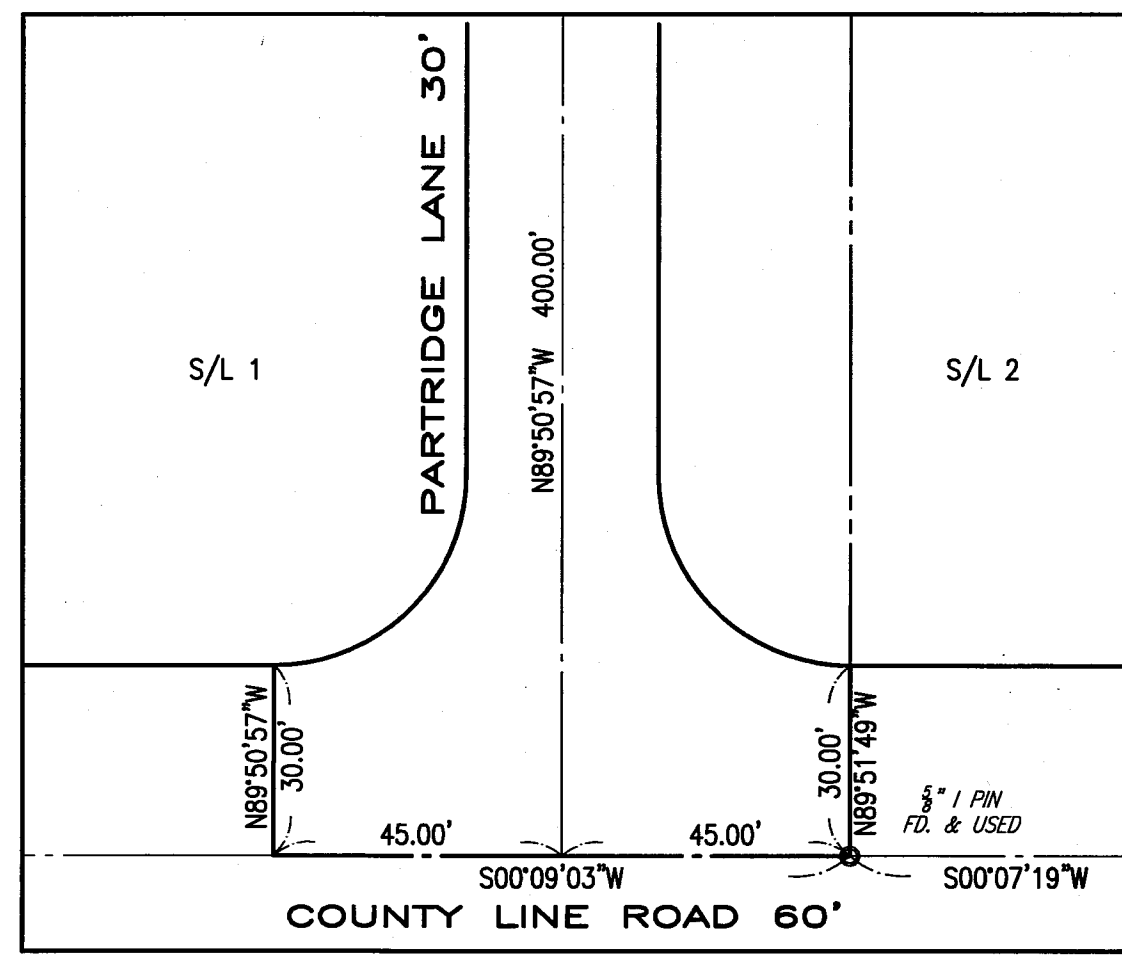 PARTRIDGE LANE 30'
N89°50'57"W 400.00'
S/L 1
S/L 2
N89°50'57"W
30.00'
30.00'
N89°51'49"W
5/8" I PIN
FD. & USED
45.00'
45.00'
S00°09'03"W
S00°07'19"W
COUNTY LINE ROAD 60'